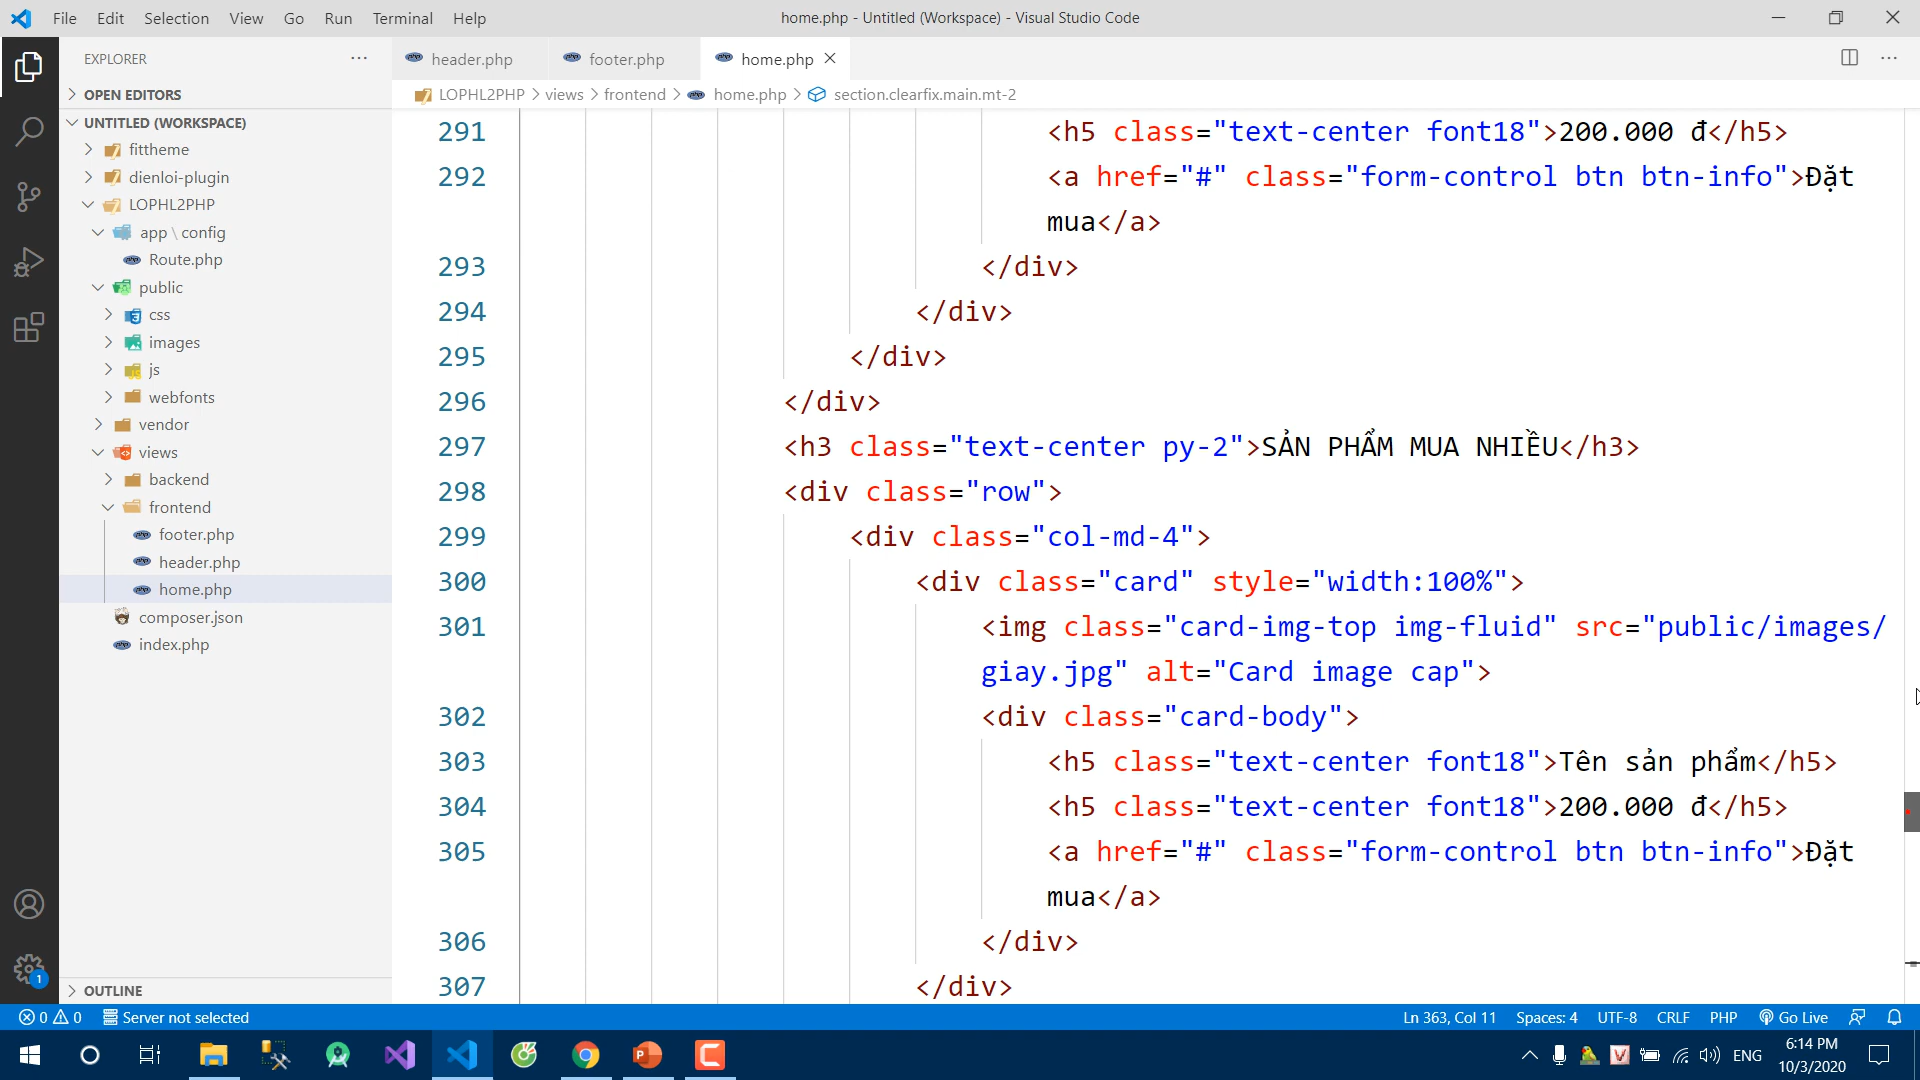 File Edit Selection View Go Run Terminal Help
home.php - Untitled (Workspace) - Visual Studio Code
EXPLORER
header.php
footer.php
home.php
OPEN EDITORS
LOPHL2PHP > views > frontend > home.php > section.clearfix.main.mt-2
UNTITLED (WORKSPACE)
fittheme
dienloi-plugin
LOPHL2PHP
app \ config
Route.php
public
css
images
js
webfonts
vendor
views
backend
frontend
footer.php
header.php
home.php
composer.json
index.php
OUTLINE
291 <h5 class="text-center font18">200.000 đ</h5>
292 <a href="#" class="form-control btn btn-info">Đặt
mua</a>
293 </div>
294 </div>
295 </div>
296 </div>
297 <h3 class="text-center py-2">SẢN PHẨM MUA NHIỀU</h3>
298 <div class="row">
299 <div class="col-md-4">
300 <div class="card" style="width:100%">
301 <img class="card-img-top img-fluid" src="public/images/
giay.jpg" alt="Card image cap">
302 <div class="card-body">
303 <h5 class="text-center font18">Tên sản phẩm</h5>
304 <h5 class="text-center font18">200.000 đ</h5>
305 <a href="#" class="form-control btn btn-info">Đặt
mua</a>
306 </div>
307 </div>
1
0 0 Server not selected
Ln 363, Col 11 Spaces: 4 UTF-8 CRLF PHP Go Live
ENG
6:14 PM
10/3/2020